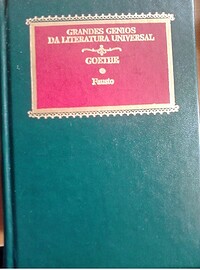 GRANDES GENIOS
DA LITERATURA UNIVERSAL
GOETHE
Fausto